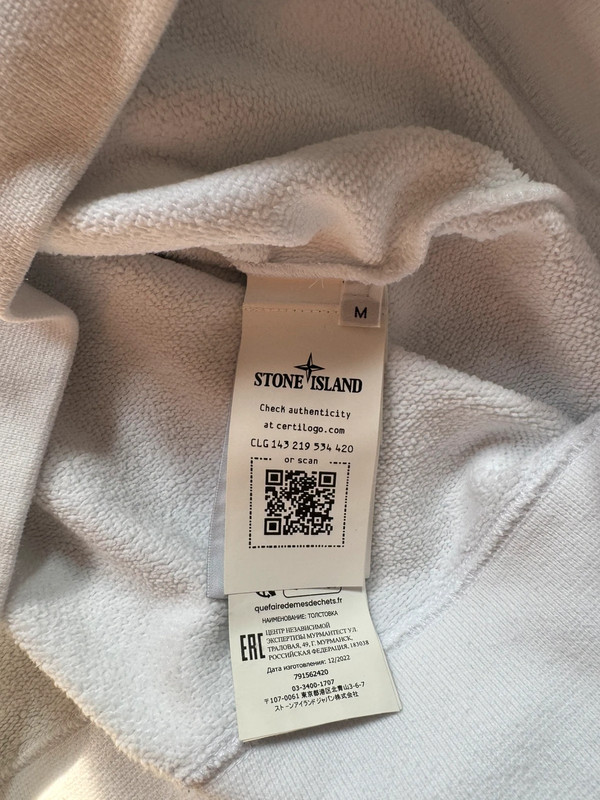 M
STONE ISLAND
Check authenticity
at certilogo.com
CLG 143 219 534 420
or scan
quefairedemesdechets.fr
НАИМЕНОВАНИЕ: ТОЛСТОВКА
EAC
ЦЕНТР НЕЗАВИСИМОЙ
ЭКСПЕРТИЗЫ МУРМАНТЕСТ УЛ.
ТРАЛОВАЯ, 49, Г. МУРМАНСК,
РОССИЙСКАЯ ФЕДЕРАЦИЯ, 183038
Дата изготовления: 12/2022
791562420
03-3400-1707
〒107-0061 東京都港区北青山3-6-7
ストーンアイランドジャパン株式会社